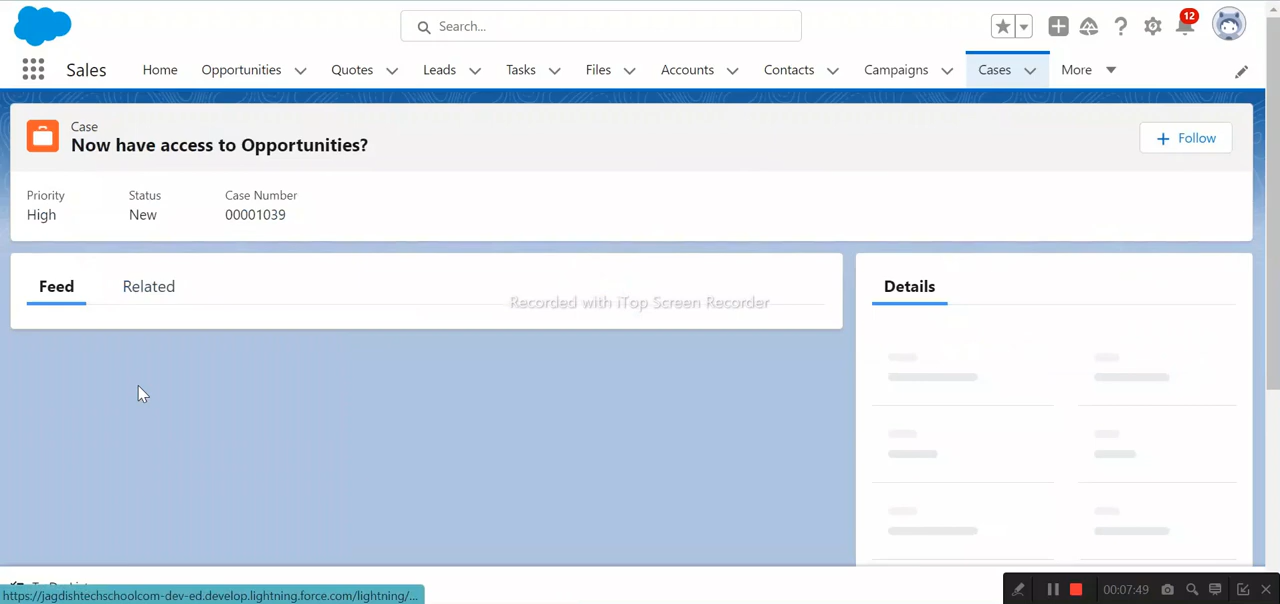 Search...
12
Sales
Home
Opportunities
Quotes
Leads
Tasks
Files
Accounts
Contacts
Campaigns
Cases
More
Case
Now have access to Opportunities?
+ Follow
Priority
Status
Case Number
High
New
00001039
Feed
Related
Details
Recorded with iTop Screen Recorder
https://jagdishtechschoolcom-dev-ed.develop.lightning.force.com/lightning/...
00:07:49